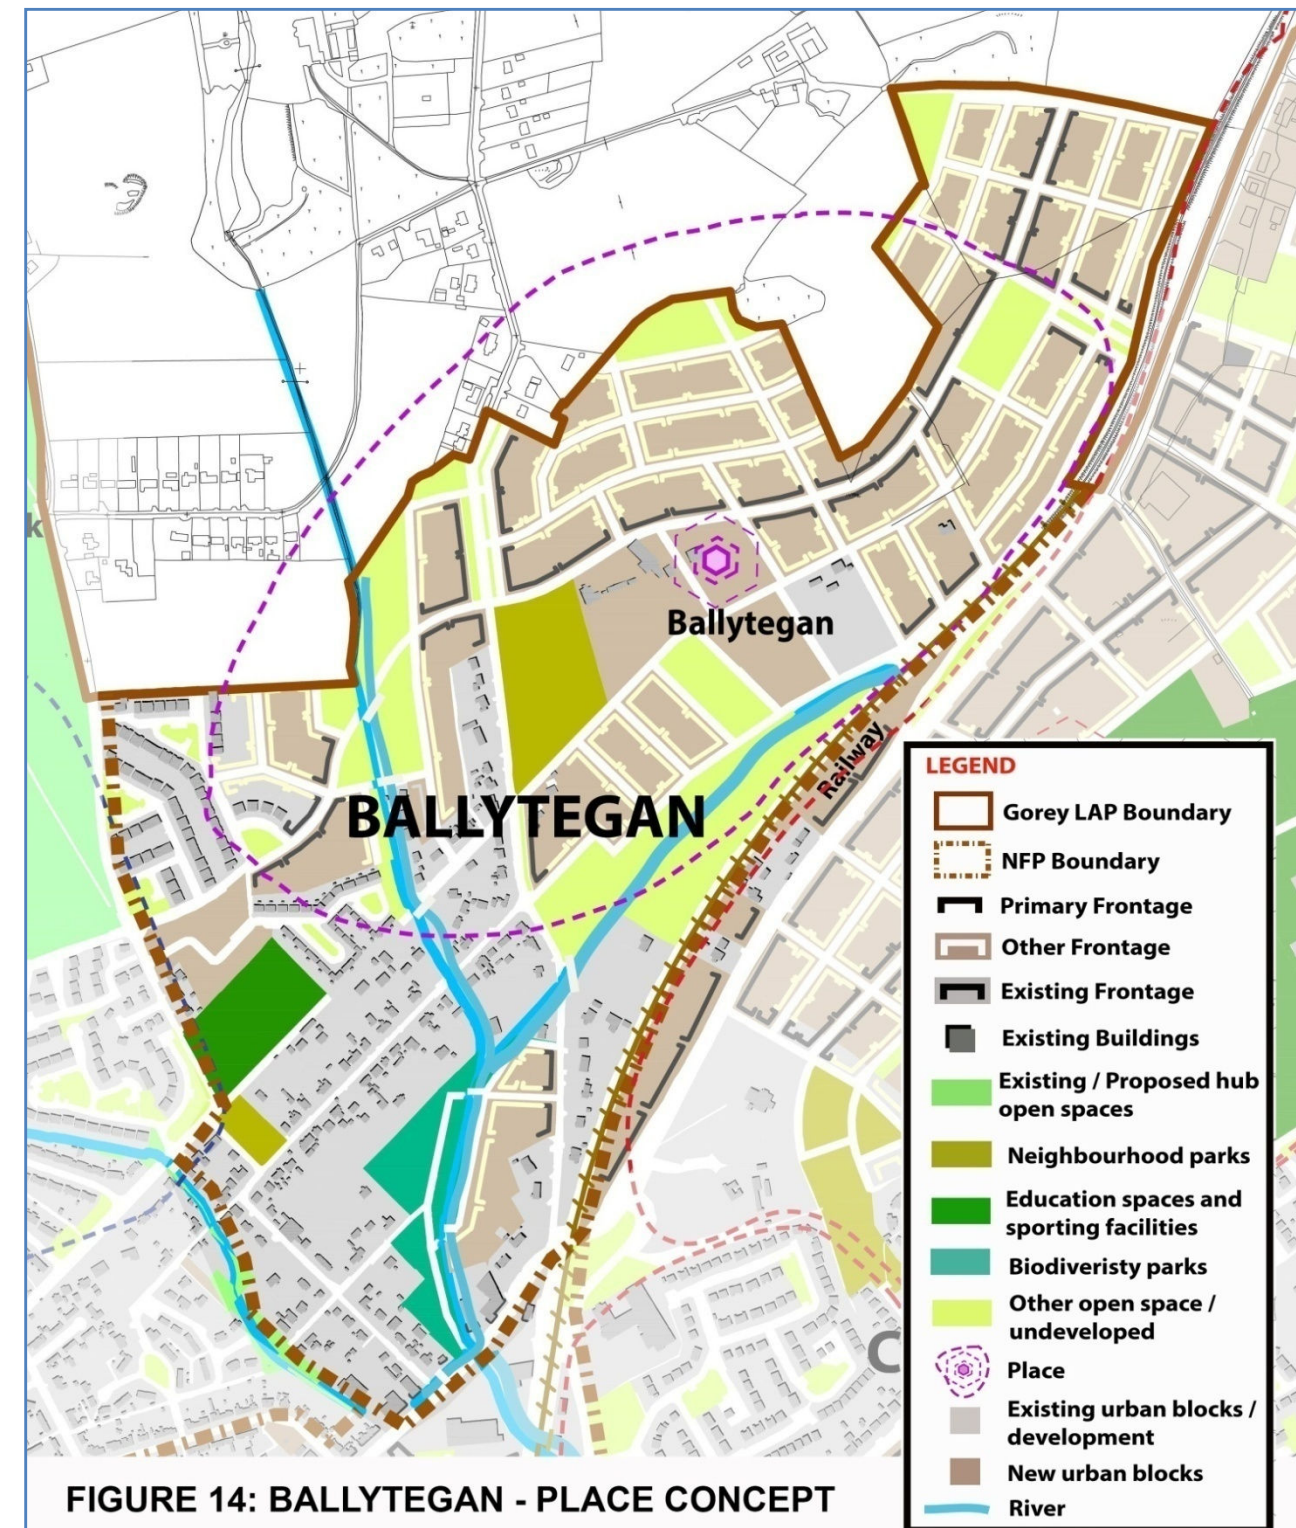 k
Ballytegan
BALLYTEGAN
Railway
C
LEGEND
Gorey LAP Boundary
NFP Boundary
Primary Frontage
Other Frontage
Existing Frontage
Existing Buildings
Existing / Proposed hub
open spaces
Neighbourhood parks
Education spaces and
sporting facilities
Biodiveristy parks
Other open space /
undeveloped
Place
Existing urban blocks /
development
New urban blocks
River
FIGURE 14: BALLYTEGAN - PLACE CONCEPT